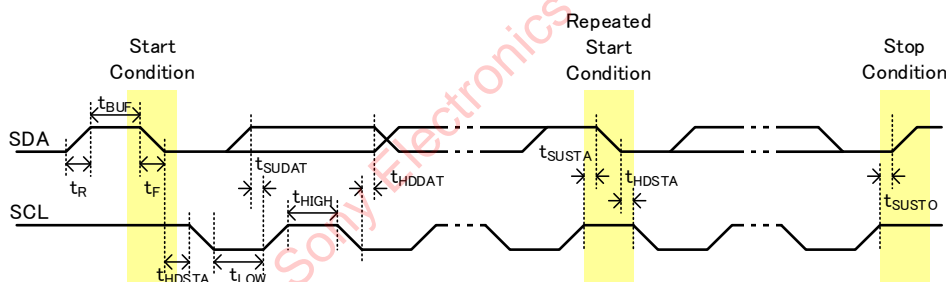 Repeated
Start
Condition
Start
Condition
Stop
Condition
tBUF
SDA
tR
tF
tSUDAT
tHDDAT
tSUSTA
tHDSTA
tSUSTO
SCL
tHIGH
tHDSTA
tLOW
Sony Electronics